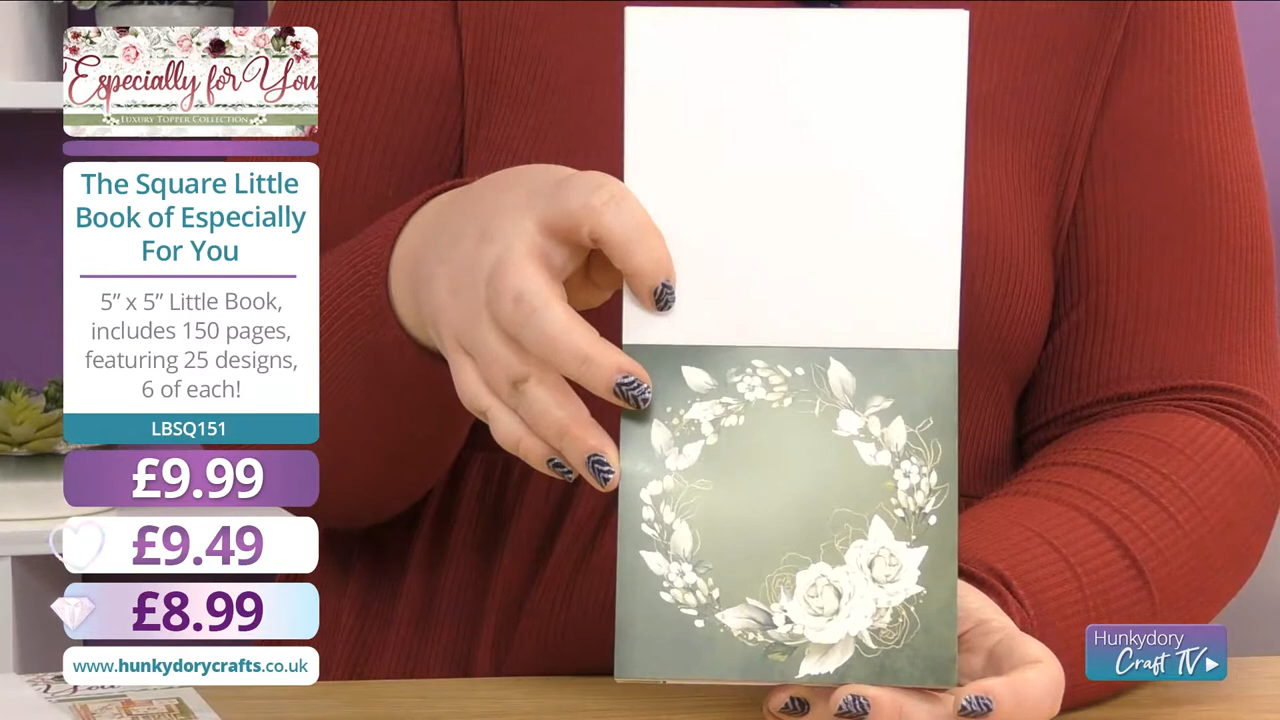 Especially for You
LUXURY TOPPER COLLECTION
The Square Little
Book of Especially
For You
5” x 5” Little Book,
includes 150 pages,
featuring 25 designs,
6 of each!
LBSQ151
£9.99
£9.49
£8.99
www.hunkydorycrafts.co.uk
Hunkydory
Craft TV
You